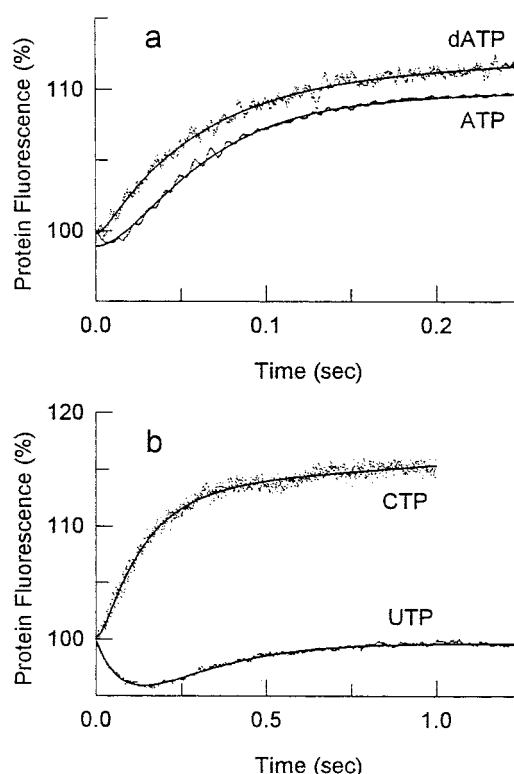 a
dATP
ATP
110
100
Protein Fluorescence (%)
0.0
0.1
0.2
Time (sec)
b
120
110
100
Protein Fluorescence (%)
CTP
UTP
0.0
0.5
1.0
Time (sec)